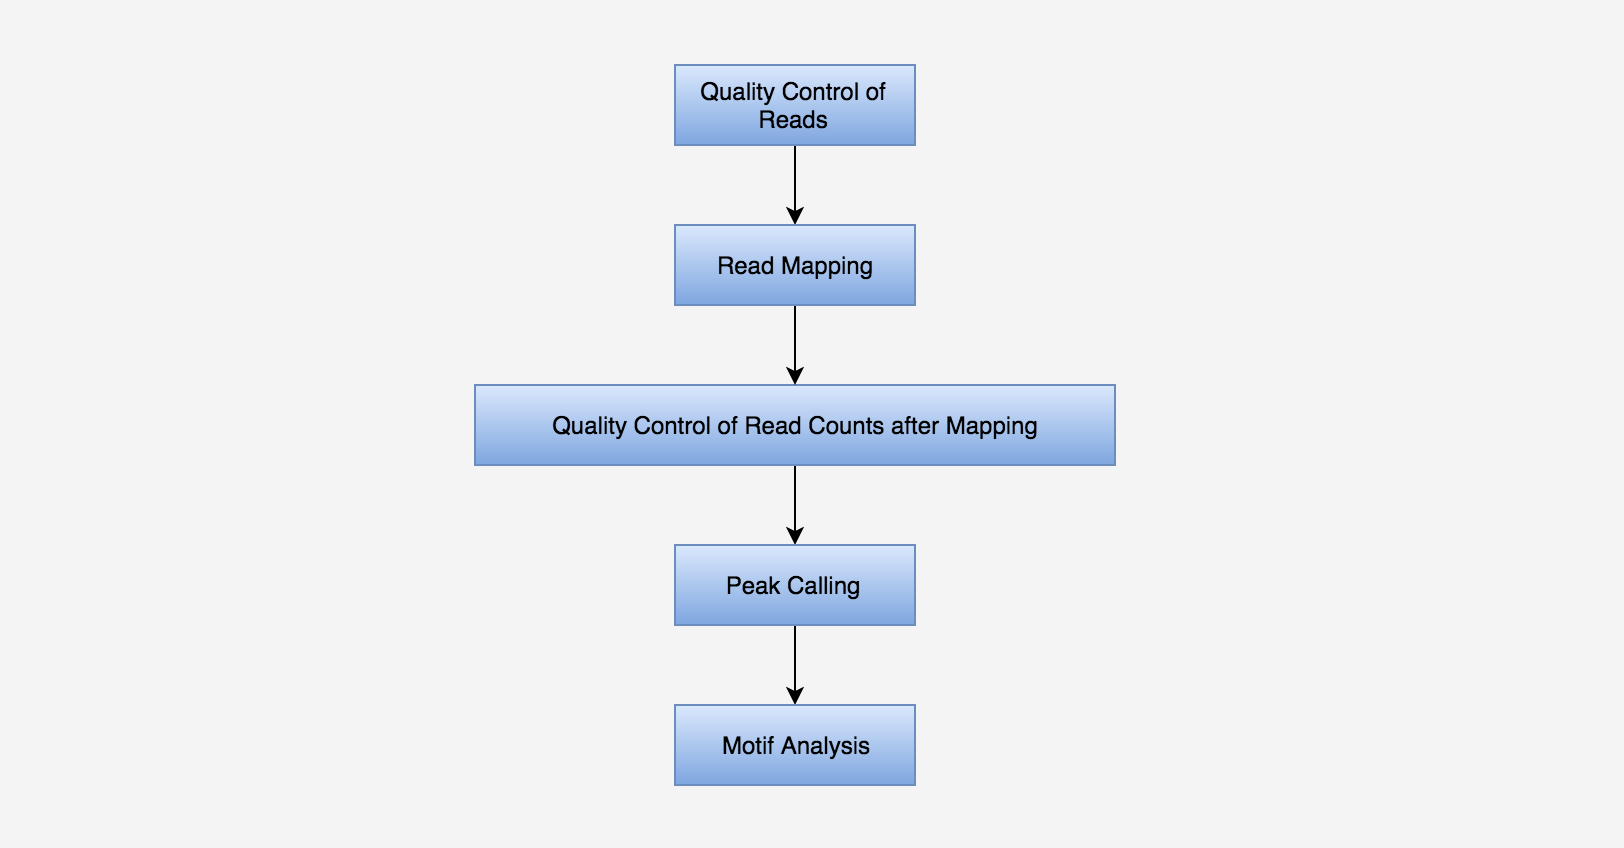 Quality Control of
Reads
Read Mapping
Quality Control of Read Counts after Mapping
Peak Calling
Motif Analysis